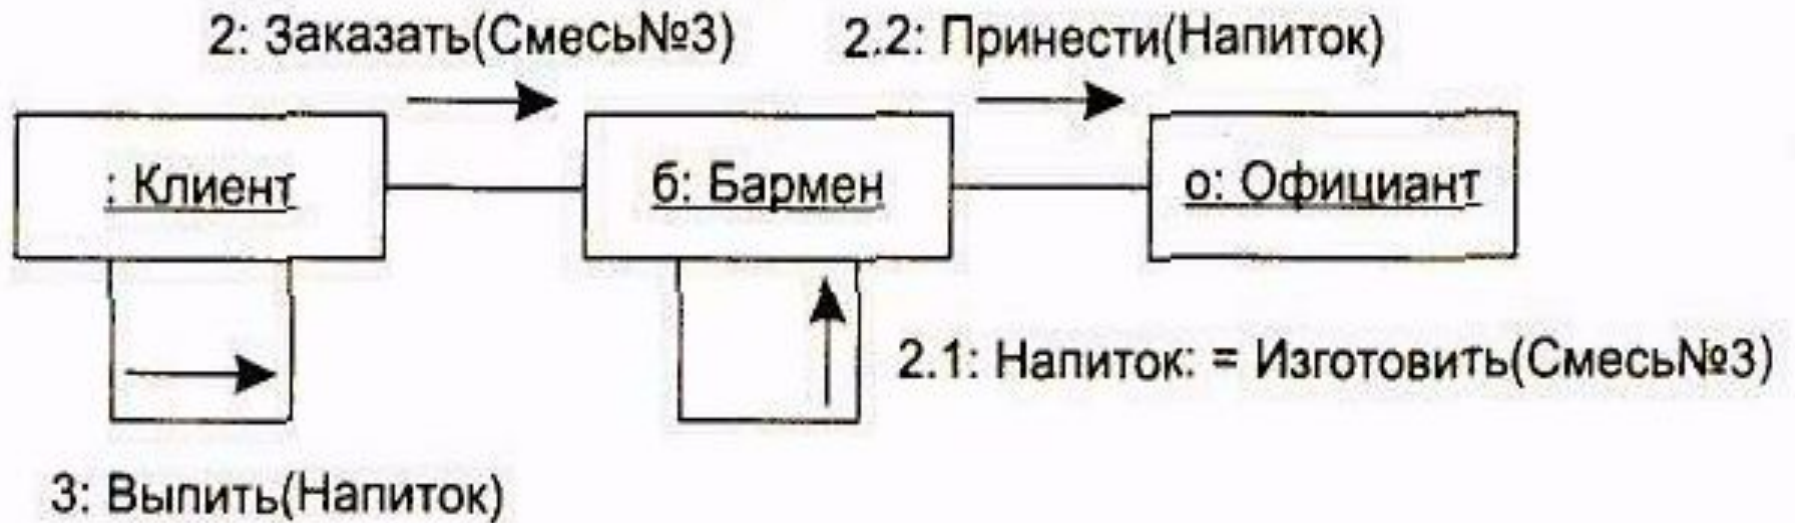 2: Заказать(Смесь№3)
2.2: Принести(Напиток)
: Клиент
б: Бармен
о: Официант
2.1: Напиток: = Изготовить(Смесь№3)
3: Выпить(Напиток)